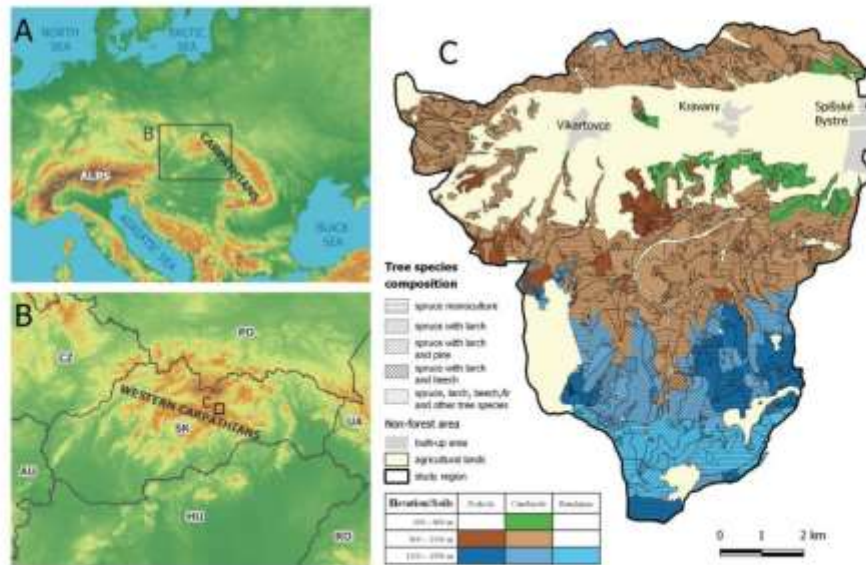 A
NORTH
SEA
BALTIC
SEA
B
CARPATHIANS
ALPS
ADRIATIC SEA
BLACK
SEA
B
PO
CZ
C
WESTERN CARPATHIANS
SK
UA
AU
HU
RO
C
Vikartovce
Kravany
Spišské
Bystré
Tree species
composition
spruce monoculture
spruce with larch
spruce with larch
and pine
spruce with larch
and beech
spruce, larch, beech, fir
and other tree species
Non-forest area
built-up area
agricultural lands
study region
Elevation/Soils
Podzols
Cambisols
0 1 2 km